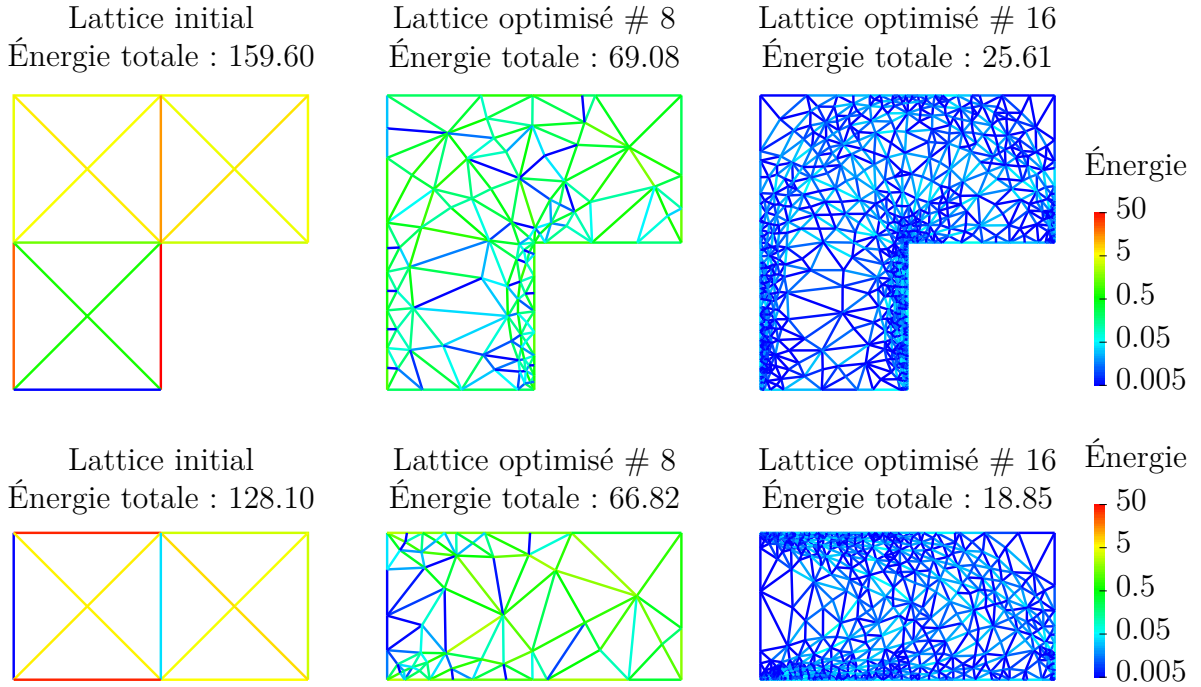 Lattice initial
Énergie totale : 159.60
Lattice optimisé # 8
Énergie totale : 69.08
Lattice optimisé # 16
Énergie totale : 25.61
Énergie
50
5
0.5
0.05
0.005
Lattice initial
Énergie totale : 128.10
Lattice optimisé # 8
Énergie totale : 66.82
Lattice optimisé # 16
Énergie totale : 18.85
Énergie
50
5
0.5
0.05
0.005